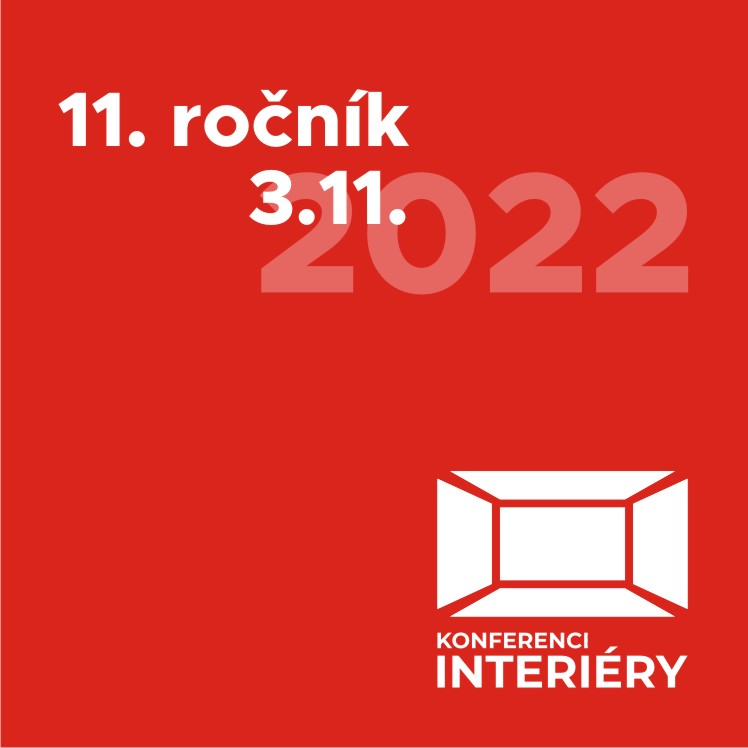 11. ročník
3.11.
2022
KONFERENCI
INTERIÉRY